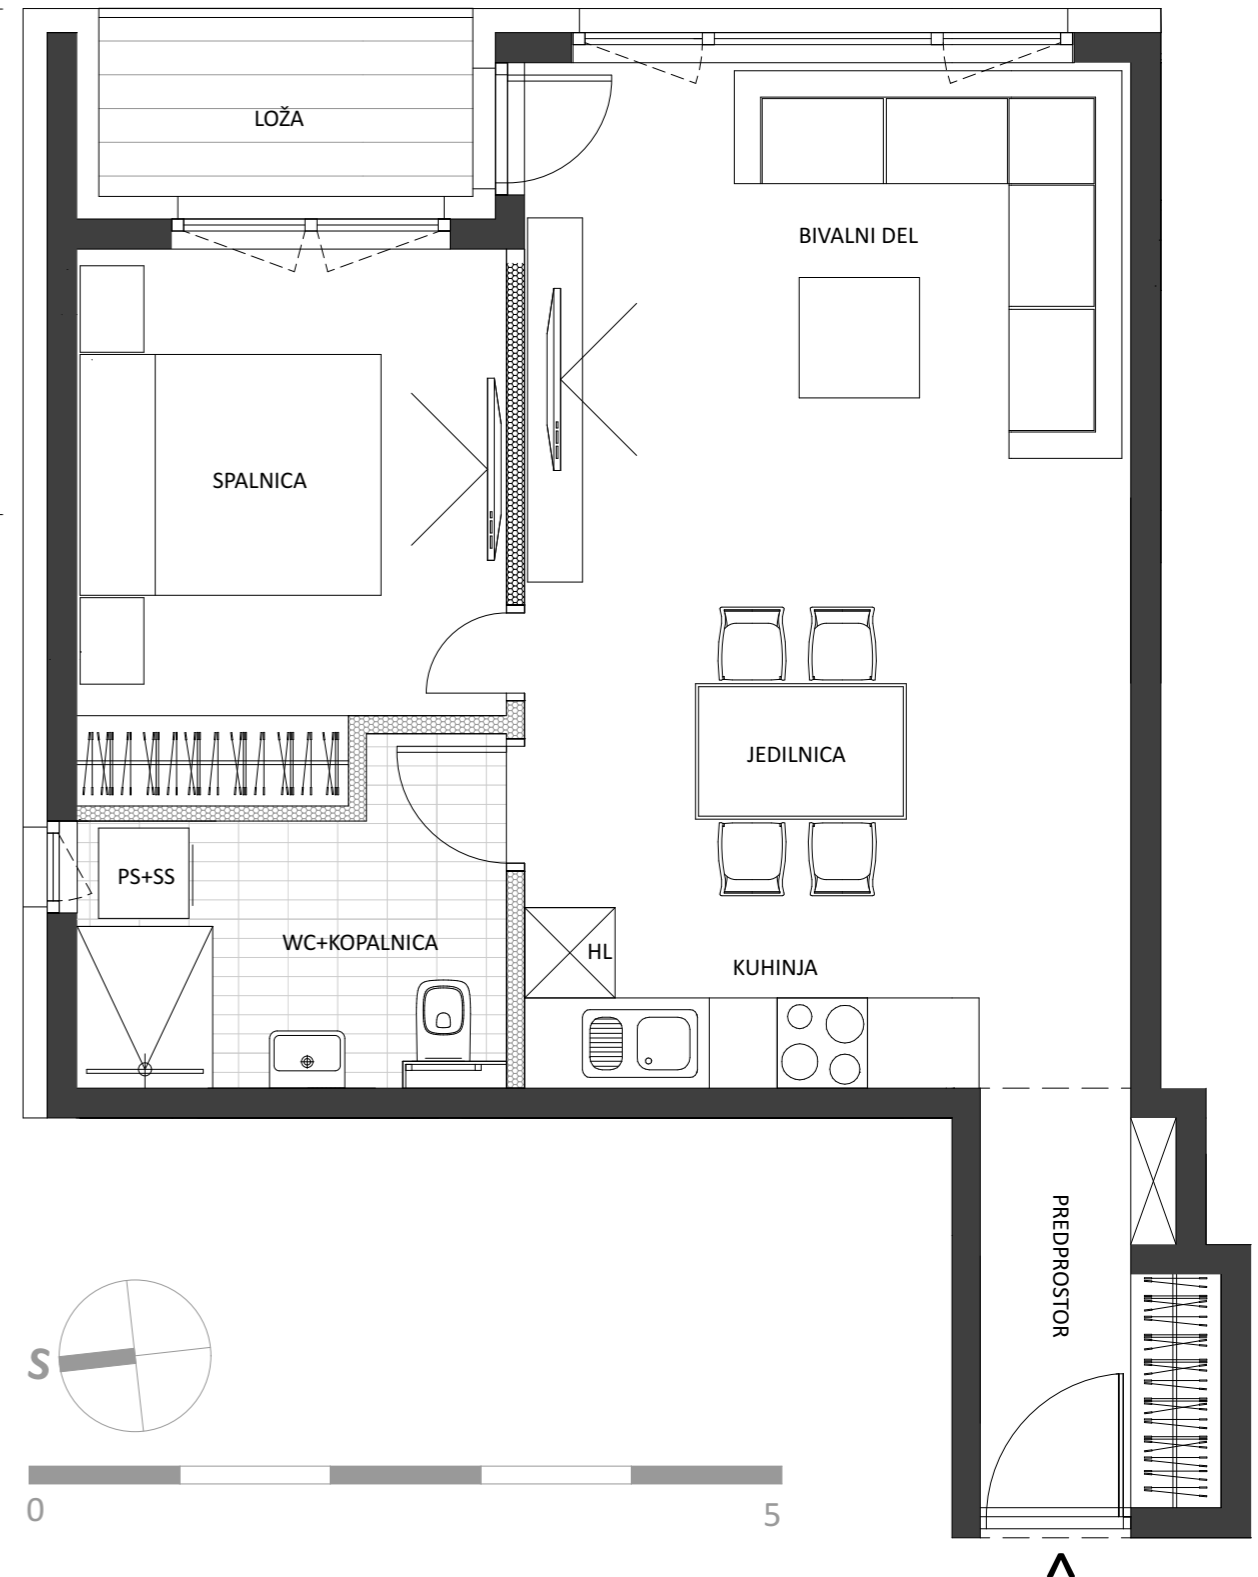 LOŽA
BIVALNI DEL
SPALNICA
JEDILNICA
PS+SS
WC+KOPALNICA
HL
KUHINJA
PREDPROSTOR
S
0
5